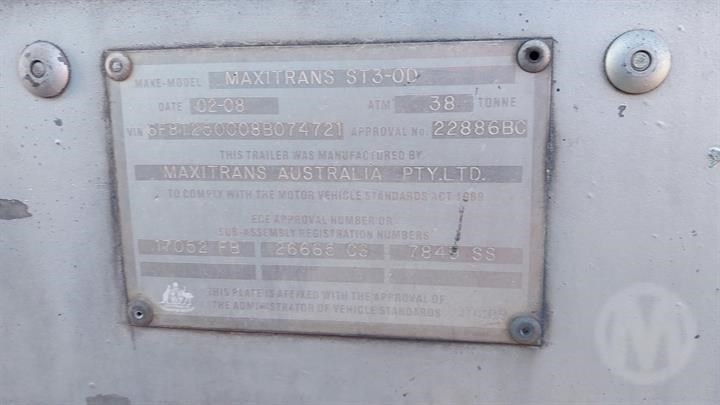 MAKE-MODEL MAXITRANS ST3-OD
DATE 02-08 ATM 38 TONNE
VIN 6FBT250C08B074721 APPROVAL No. 22886BC
THIS TRAILER WAS MANUFACTURED BY
MAXITRANS AUSTRALIA PTY.LTD.
TO COMPLY WITH THE MOTOR VEHICLE STANDARDS ACT 1989
ECE APPROVAL NUMBER OR
SUB-ASSEMBLY REGISTRATION NUMBERS
17052 FB 26665 CS 7849 SS
THIS PLATE IS AFFIXED WITH THE APPROVAL OF
THE ADMINISTRATOR OF VEHICLE STANDARDS
M